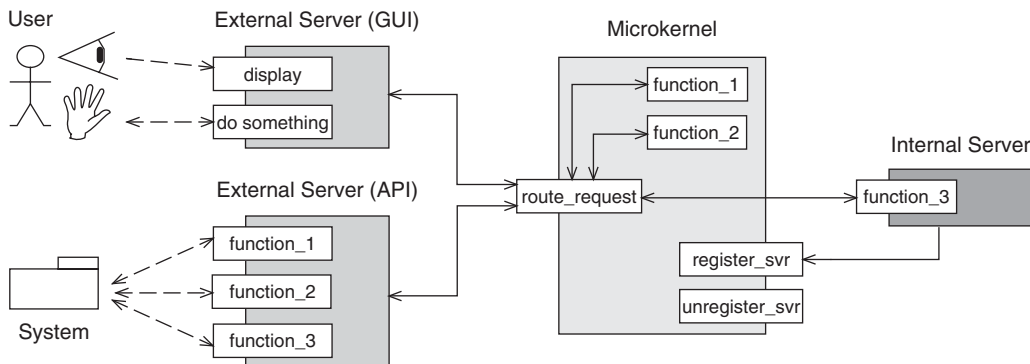 User
External Server (GUI)
display
do something
External Server (API)
function_1
function_2
function_3
System
Microkernel
function_1
function_2
route_request
register_svr
unregister_svr
Internal Server
function_3